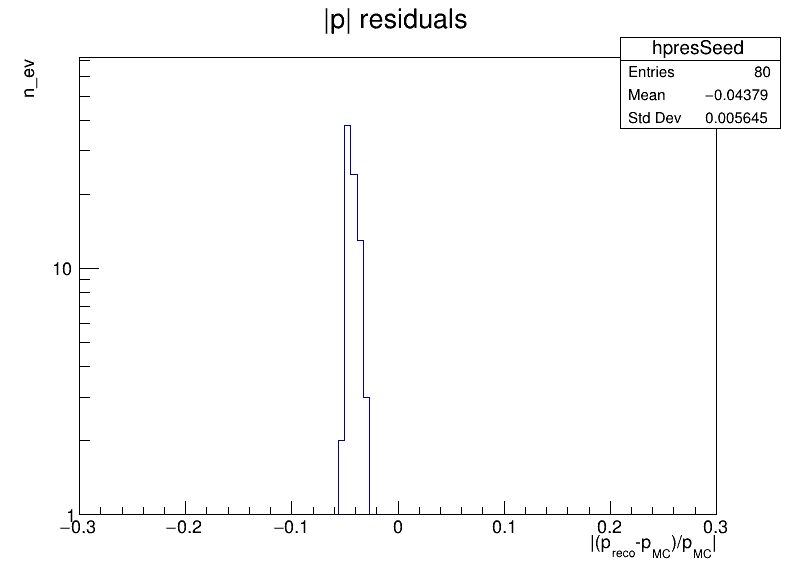 |p| residuals
hpresSeed
Entries 80
Mean −0.04379
Std Dev 0.005645
n_ev
10
1
−0.3 −0.2 −0.1 0 0.1 0.2 0.3
|(p_reco-p_MC)/p_MC|